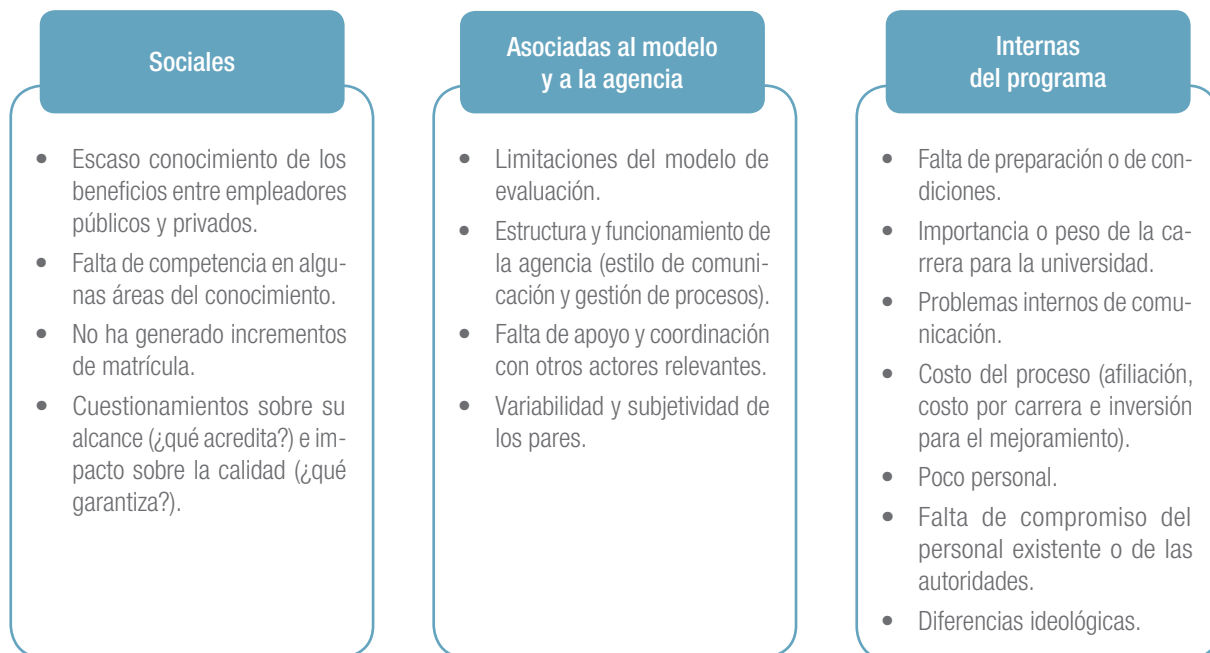 Sociales
• Escaso conocimiento de los
beneficios entre empleadores
públicos y privados.
• Falta de competencia en algu-
nas áreas del conocimiento.
• No ha generado incrementos
de matrícula.
• Cuestionamientos sobre su
alcance (¿qué acredita?) e im-
pacto sobre la calidad (¿qué
garantiza?).
Asociadas al modelo
y a la agencia
• Limitaciones del modelo de
evaluación.
• Estructura y funcionamiento de
la agencia (estilo de comuni-
cación y gestión de procesos).
• Falta de apoyo y coordinación
con otros actores relevantes.
• Variabilidad y subjetividad de
los pares.
Internas
del programa
• Falta de preparación o de con-
diciones.
• Importancia o peso de la ca-
rrera para la universidad.
• Problemas internos de comu-
nicación.
• Costo del proceso (afiliación,
costo por carrera e inversión
para el mejoramiento).
• Poco personal.
• Falta de compromiso del
personal existente o de las
autoridades.
• Diferencias ideológicas.